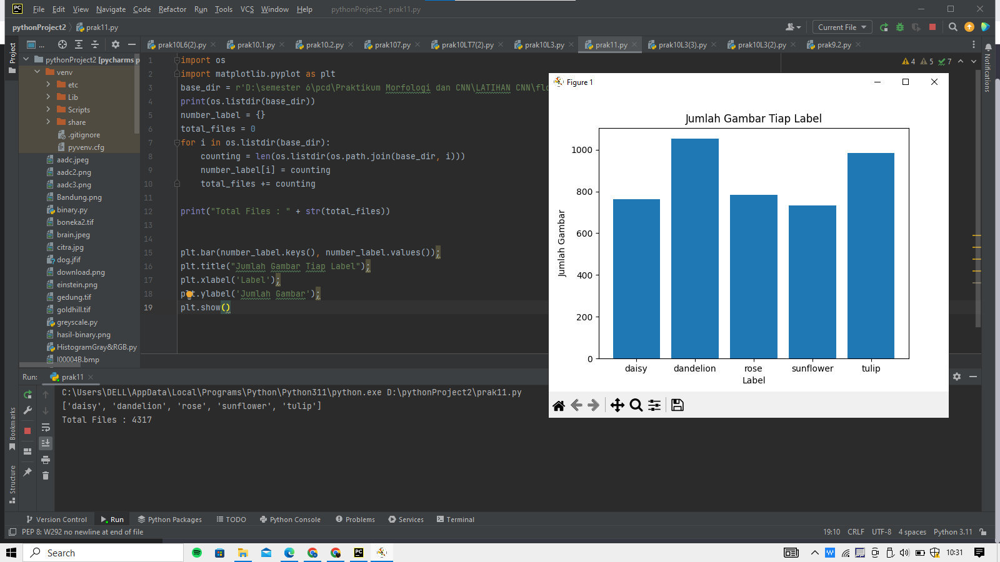 PC File Edit View Navigate Code Refactor Run Tools VCS Window Help pythonProject2 - prak11.py
pythonProject2 prak11.py Current File
Project ... prak10L6(2).py prak10.1.py prak10.2.py prak107.py prak10LT7(2).py prak10L3.py prak11.py prak10L3(3).py prak10L3(2).py prak9.2.py Notifications
pythonProject2 [pycharms p
venv
etc
Lib
Scripts
share
.gitignore
pyvenv.cfg
aadc.jpeg
aadc2.png
aadc3.png
Bandung.png
binary.py
boneka2.tif
brain.jpeg
citra.jpg
dog.jfif
download.png
einstein.png
gedung.tif
goldhill.tif
greyscale.py
hasil-binary.png
HistogramGray&RGB.py
I00004B.bmp
4 5 7
1 import os
2 import matplotlib.pyplot as plt
3 base_dir = r'D:\semester 6\pcd\Praktikum Morfologi dan CNN\LATIHAN CNN\flo
4 print(os.listdir(base_dir))
5 number_label = {}
6 total_files = 0
7 for i in os.listdir(base_dir):
8 counting = len(os.listdir(os.path.join(base_dir, i)))
9 number_label[i] = counting
10 total_files += counting
11
12 print("Total Files : " + str(total_files))
13
14
15 plt.bar(number_label.keys(), number_label.values());
16 plt.title("Jumlah Gambar Tiap Label");
17 plt.xlabel('Label');
18 plt.ylabel('Jumlah Gambar');
19 plt.show()
Figure 1
Jumlah Gambar Tiap Label
Jumlah Gambar
1000
800
600
400
200
0
daisy dandelion rose sunflower tulip
Label
Run: prak11
C:\Users\DELL\AppData\Local\Programs\Python\Python311\python.exe D:\pythonProject2\prak11.py
['daisy', 'dandelion', 'rose', 'sunflower', 'tulip']
Total Files : 4317
Bookmarks
Structure
Version Control Run Python Packages TODO Python Console Problems Services Terminal
PEP 8: W292 no newline at end of file 19:10 CRLF UTF-8 4 spaces Python 3.11
Search PC W 10:31